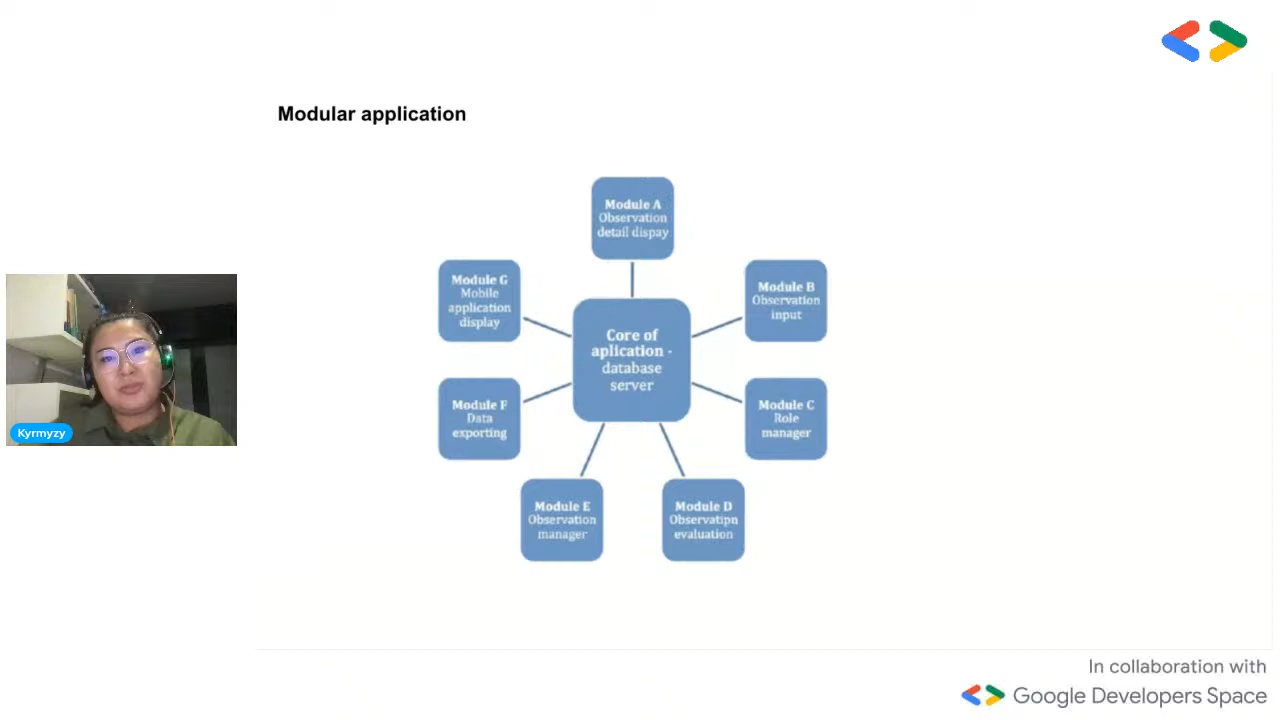 Modular application
Module A
Observation
detail dispay
Module G
Mobile
application
display
Module B
Observation
input
Core of
aplication -
database
server
Module F
Data
exporting
Module C
Role
manager
Kyrmyzy
Module E
Observation
manager
Module D
Observatipn
evaluation
In collaboration with
Google Developers Space